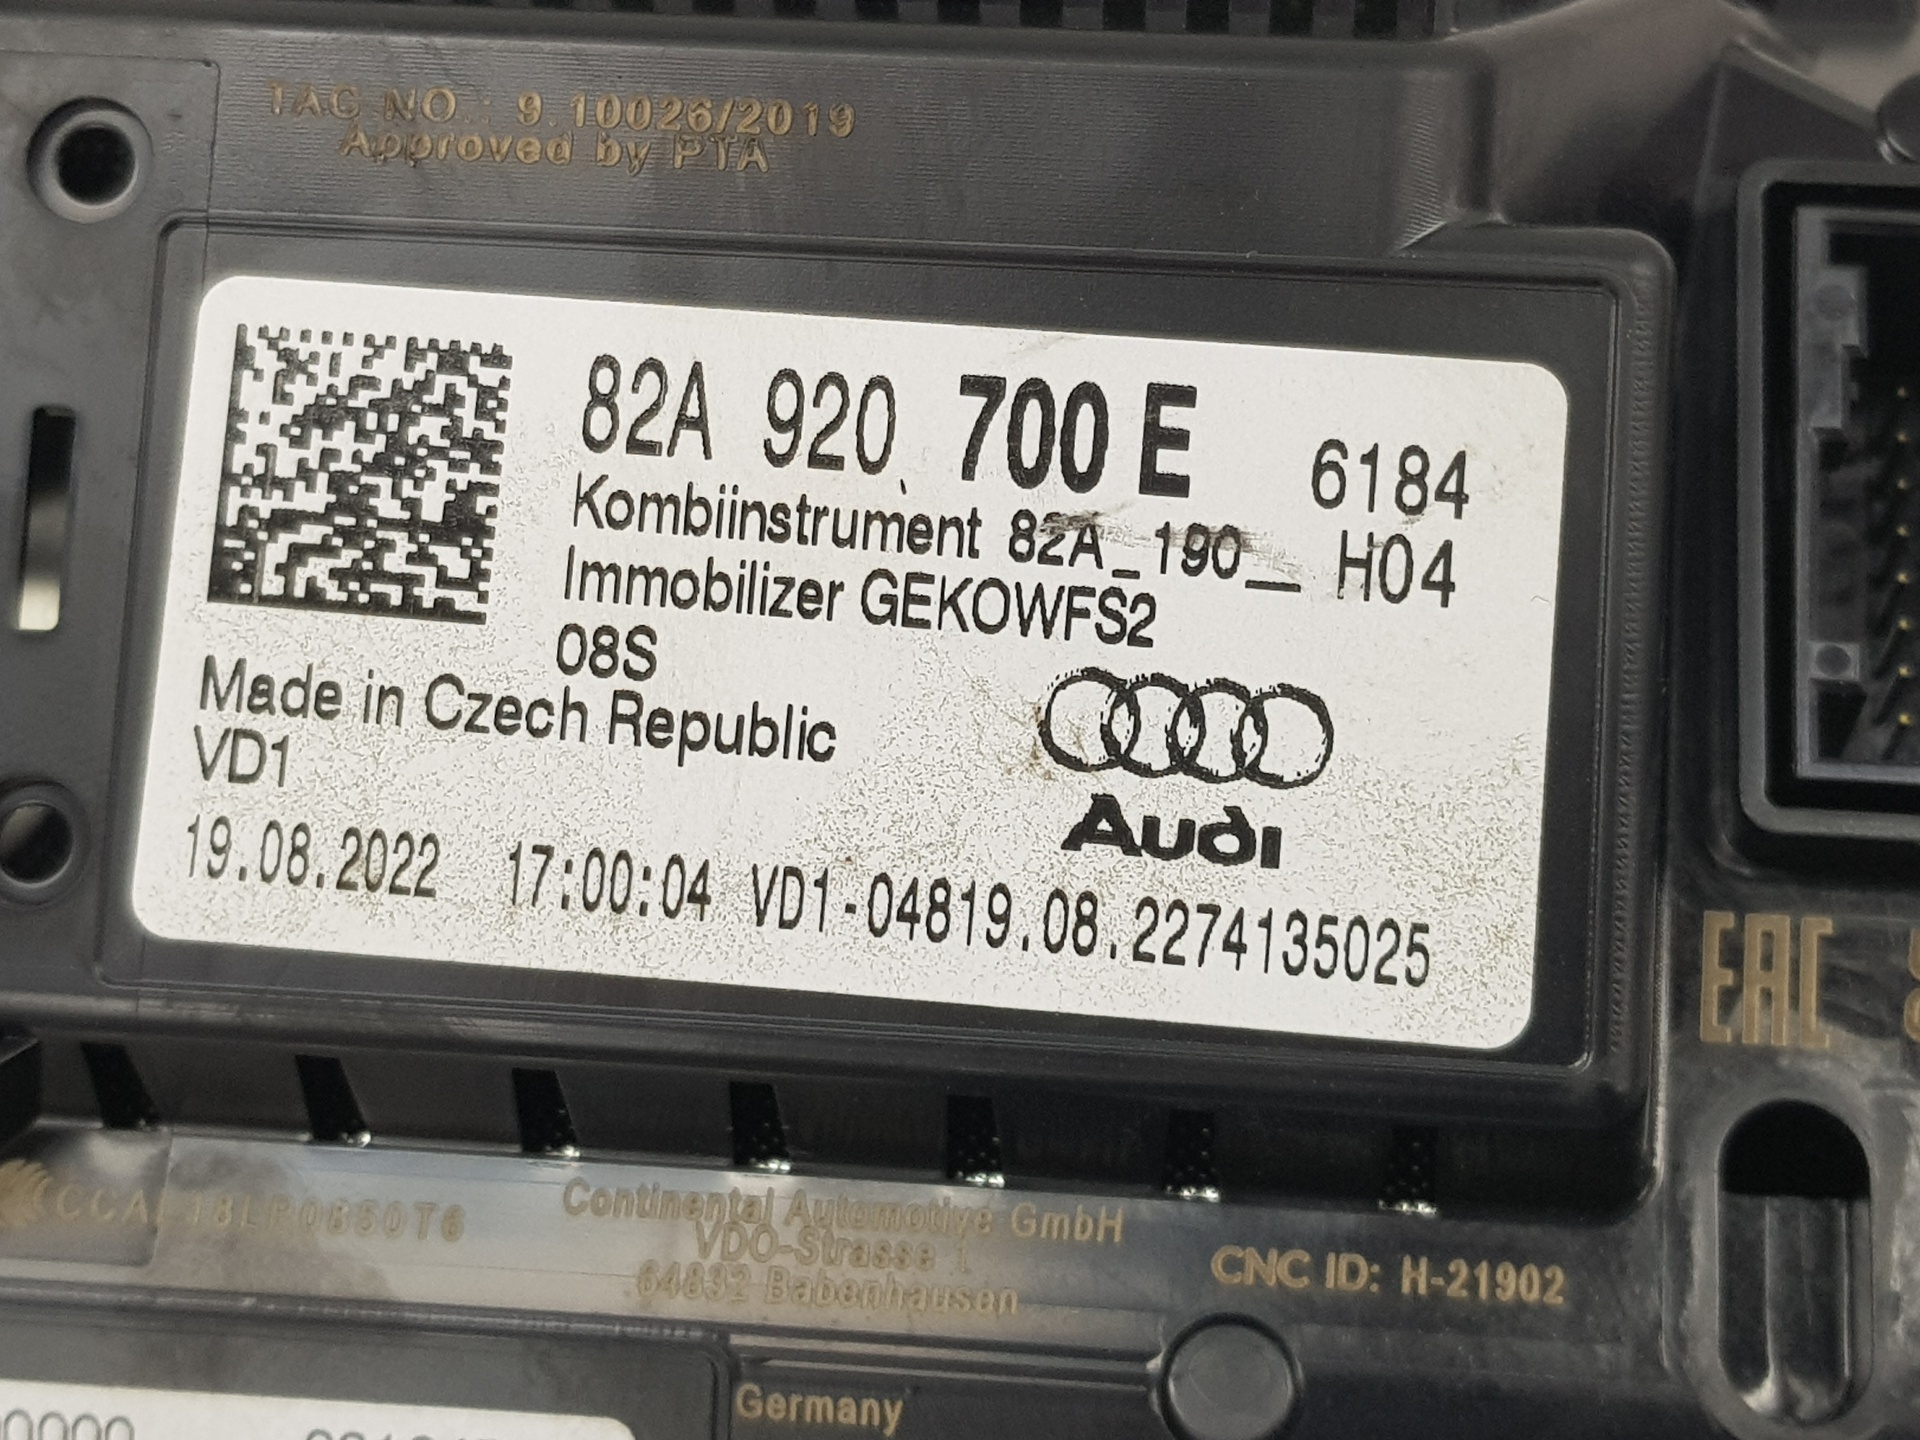 TAC NO.: 9.10026/2019
Approved by PTA
82A 920 700 E 6184
Kombiinstrument 82A_190__ H04
Immobilizer GEKOWFS2
08S
Made in Czech Republic
VD1
Audi
19.08.2022 17:00:04 VD1-04819.08.2274135025
EAC
Continental Automotive GmbH
VDO-Strasse 1
64832 Babenhausen
CNC ID: H-21902
Germany